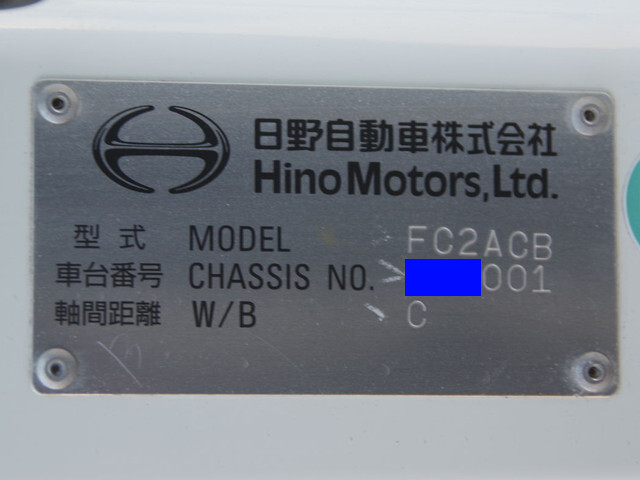 日野自動車株式会社
Hino Motors, Ltd.
型式 MODEL FC2ACB
車台番号 CHASSIS NO. 001
軸間距離 W/B C